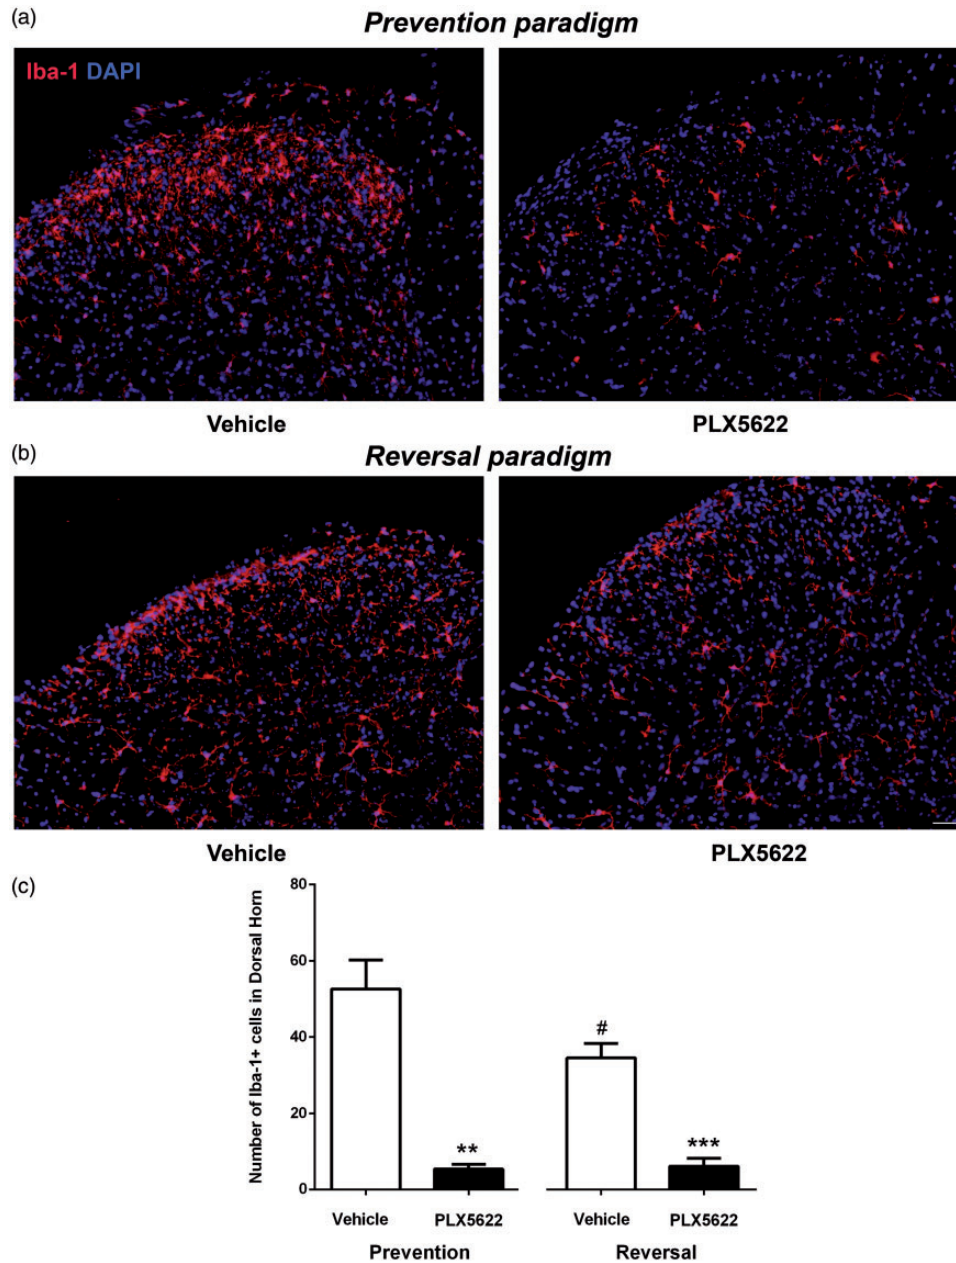 (a)
Prevention paradigm
Iba-1 DAPI
Vehicle PLX5622
(b)
Reversal paradigm
Vehicle PLX5622
(c)
Number of Iba-1+ cells in Dorsal Horn
80
60
40
20
0
**
#
***
Vehicle PLX5622 Vehicle PLX5622
Prevention Reversal